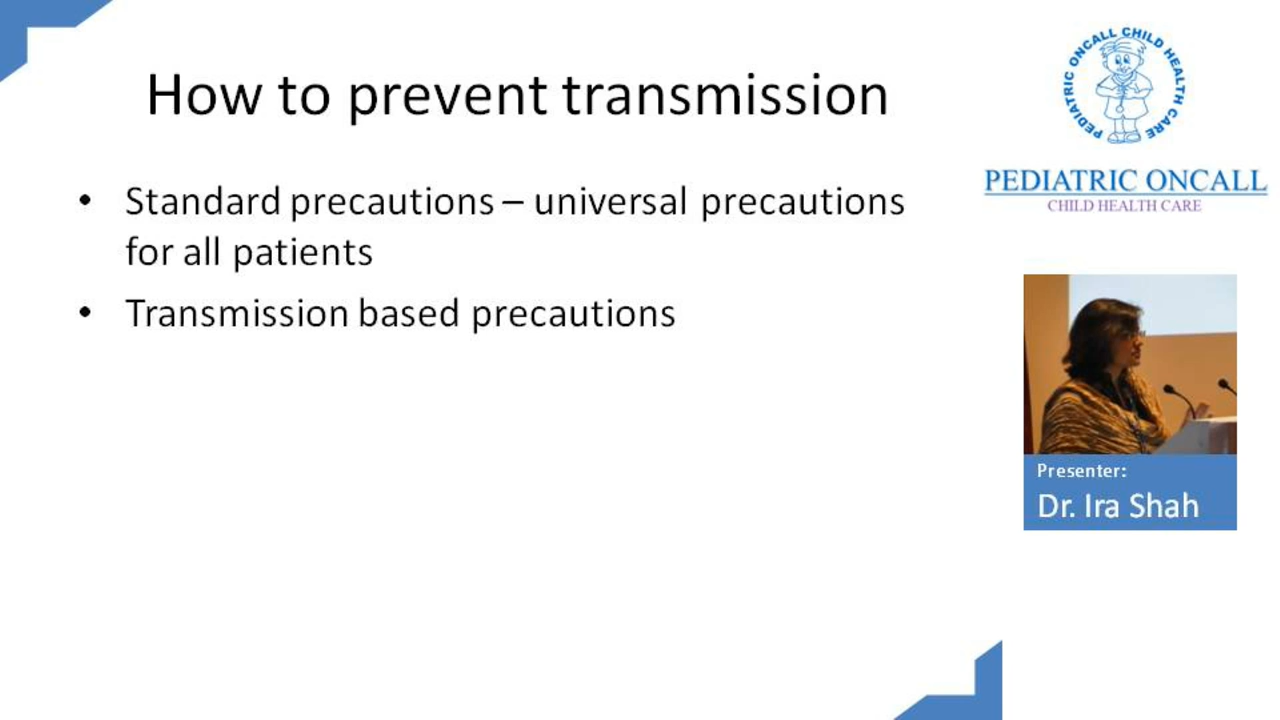 How to prevent transmission
• Standard precautions – universal precautions
for all patients
• Transmission based precautions
PEDIATRIC ONCALL CHILD HEALTH CARE
PEDIATRIC ONCALL
CHILD HEALTH CARE
Presenter:
Dr. Ira Shah